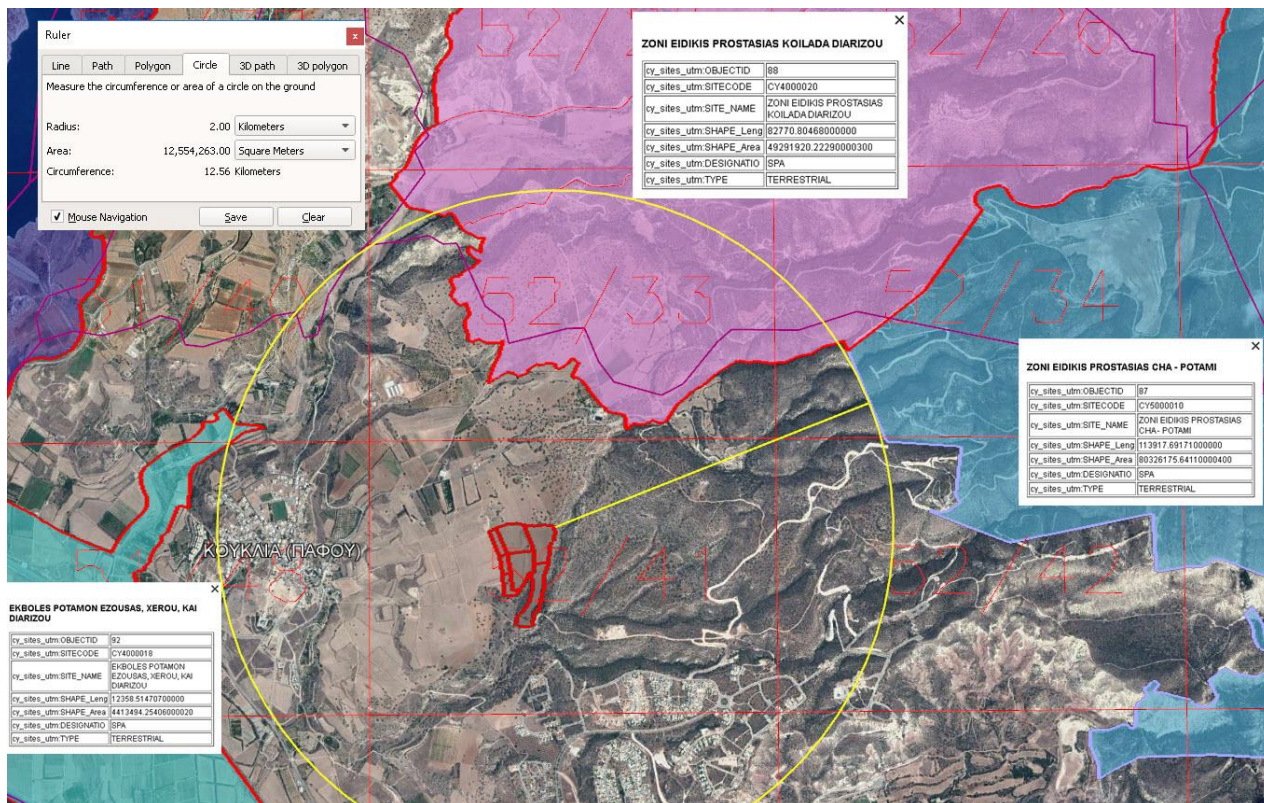 Ruler
x
Line Path Polygon Circle 3D path 3D polygon
Measure the circumference or area of a circle on the ground
Radius: 2.00 Kilometers
Area: 12,554,263.00 Square Meters
Circumference: 12.56 Kilometers
Mouse Navigation Save Clear
ZONI EIDIKIS PROSTASIAS KOILADA DIARIZOU
cy_sites_utm:OBJECTID 88
cy_sites_utm:SITECODE CY4000020
cy_sites_utm:SITE_NAME ZONI EIDIKIS PROSTASIAS
KOILADA DIARIZOU
cy_sites_utm:SHAPE_Leng 82770.80468000000
cy_sites_utm:SHAPE_Area 49291920.22290000300
cy_sites_utm:DESIGNATIO SPA
cy_sites_utm:TYPE TERRESTRIAL
52/33
52/34
ZONI EIDIKIS PROSTASIAS CHA - POTAMI
cy_sites_utm:OBJECTID 87
cy_sites_utm:SITECODE CY5000010
cy_sites_utm:SITE_NAME ZONI EIDIKIS PROSTASIAS
CHA- POTAMI
cy_sites_utm:SHAPE_Leng 113917.69171000000
cy_sites_utm:SHAPE_Area 80326175.64110000400
cy_sites_utm:DESIGNATIO SPA
cy_sites_utm:TYPE TERRESTRIAL
ΚΟΥΚΛΙΑ (ΠΑΦΟΥ)
52/42
EKBOLES POTAMON EZOUSAS, XEROU, KAI
DIARIZOU
cy_sites_utm:OBJECTID 92
cy_sites_utm:SITECODE CY4000018
cy_sites_utm:SITE_NAME EKBOLES POTAMON
EZOUSAS, XEROU, KAI
DIARIZOU
cy_sites_utm:SHAPE_Leng 12358.51470700000
cy_sites_utm:SHAPE_Area 4413494.25406000020
cy_sites_utm:DESIGNATIO SPA
cy_sites_utm:TYPE TERRESTRIAL